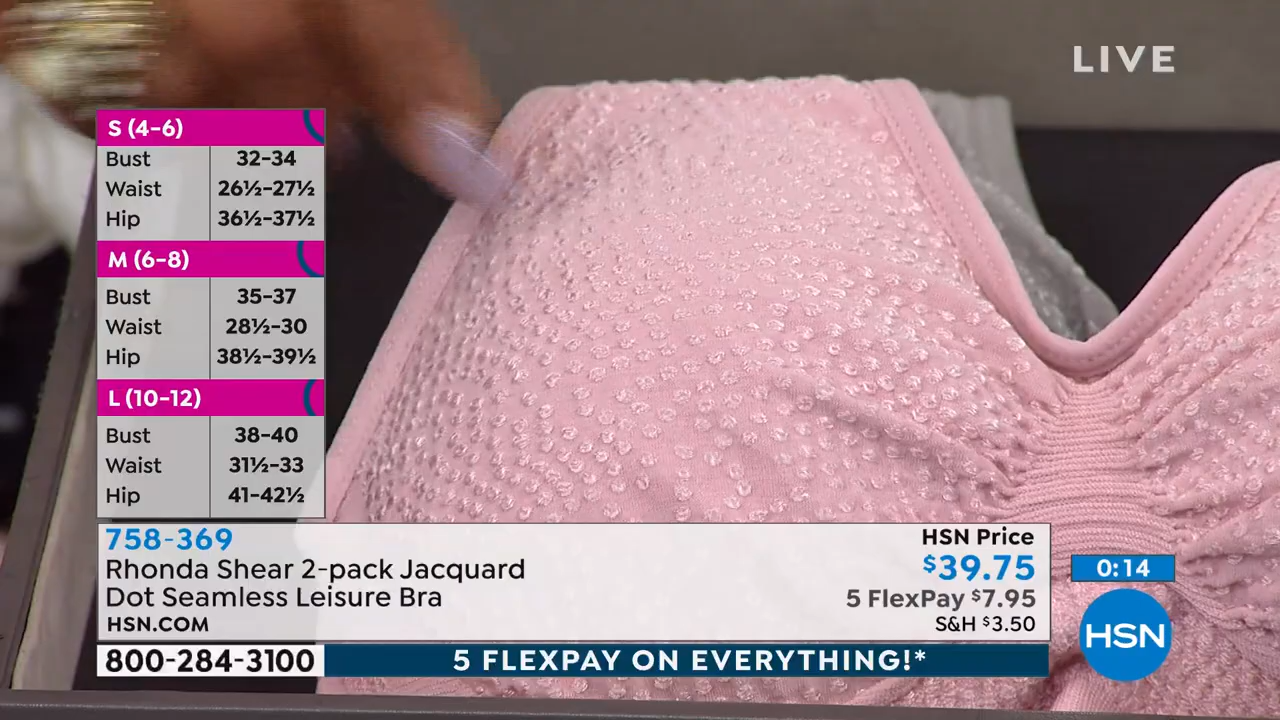 LIVE
S (4-6)
Bust 32-34
Waist 26½-27½
Hip 36½-37½
M (6-8)
Bust 35-37
Waist 28½-30
Hip 38½-39½
L (10-12)
Bust 38-40
Waist 31½-33
Hip 41-42½
758-369
Rhonda Shear 2-pack Jacquard
Dot Seamless Leisure Bra
HSN.COM
HSN Price
$39.75
5 FlexPay $7.95
S&H $3.50
0:14
HSN
800-284-3100
5 FLEXPAY ON EVERYTHING!*